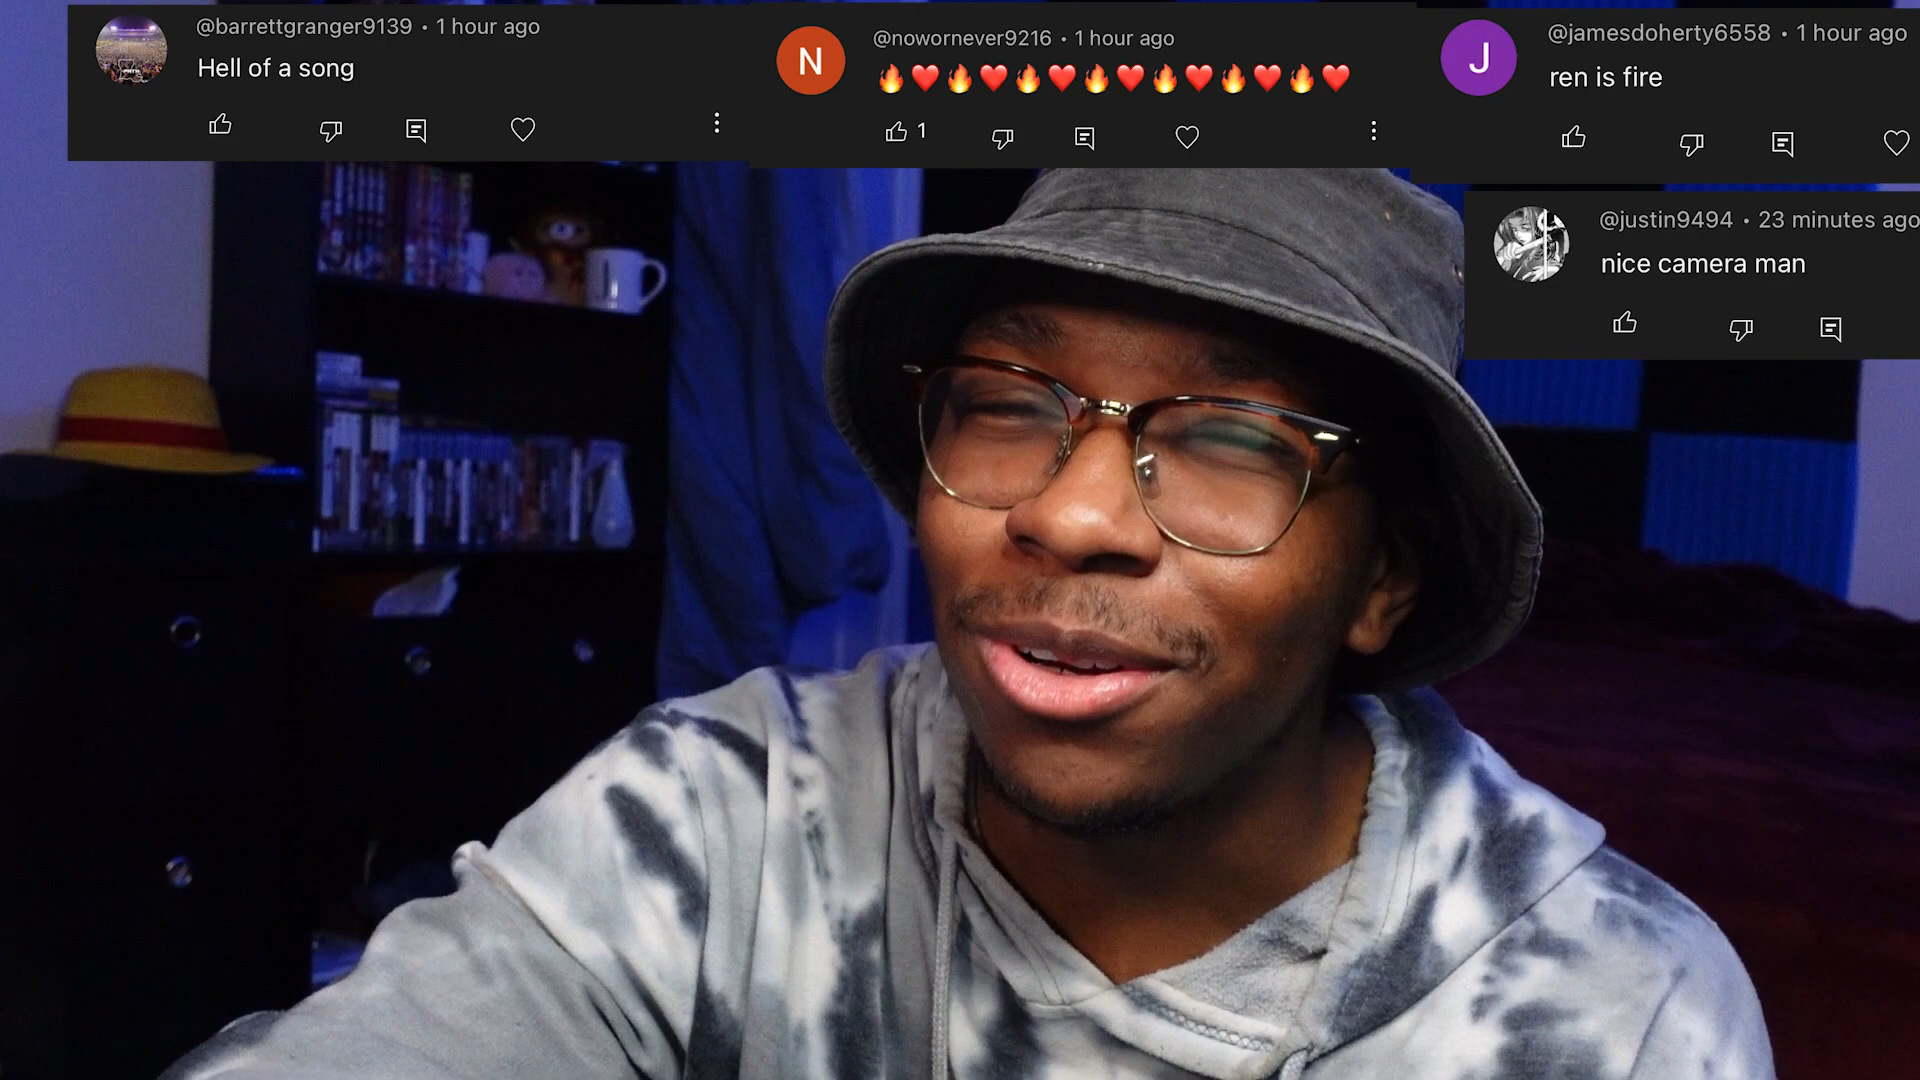 @barrettgranger9139 • 1 hour ago
Hell of a song
@nowornever9216 • 1 hour ago
🔥❤️🔥❤️🔥❤️🔥❤️🔥❤️🔥❤️🔥❤️
1
N
@jamesdoherty6558 • 1 hour ago
J
ren is fire
@justin9494 • 23 minutes ago
nice camera man